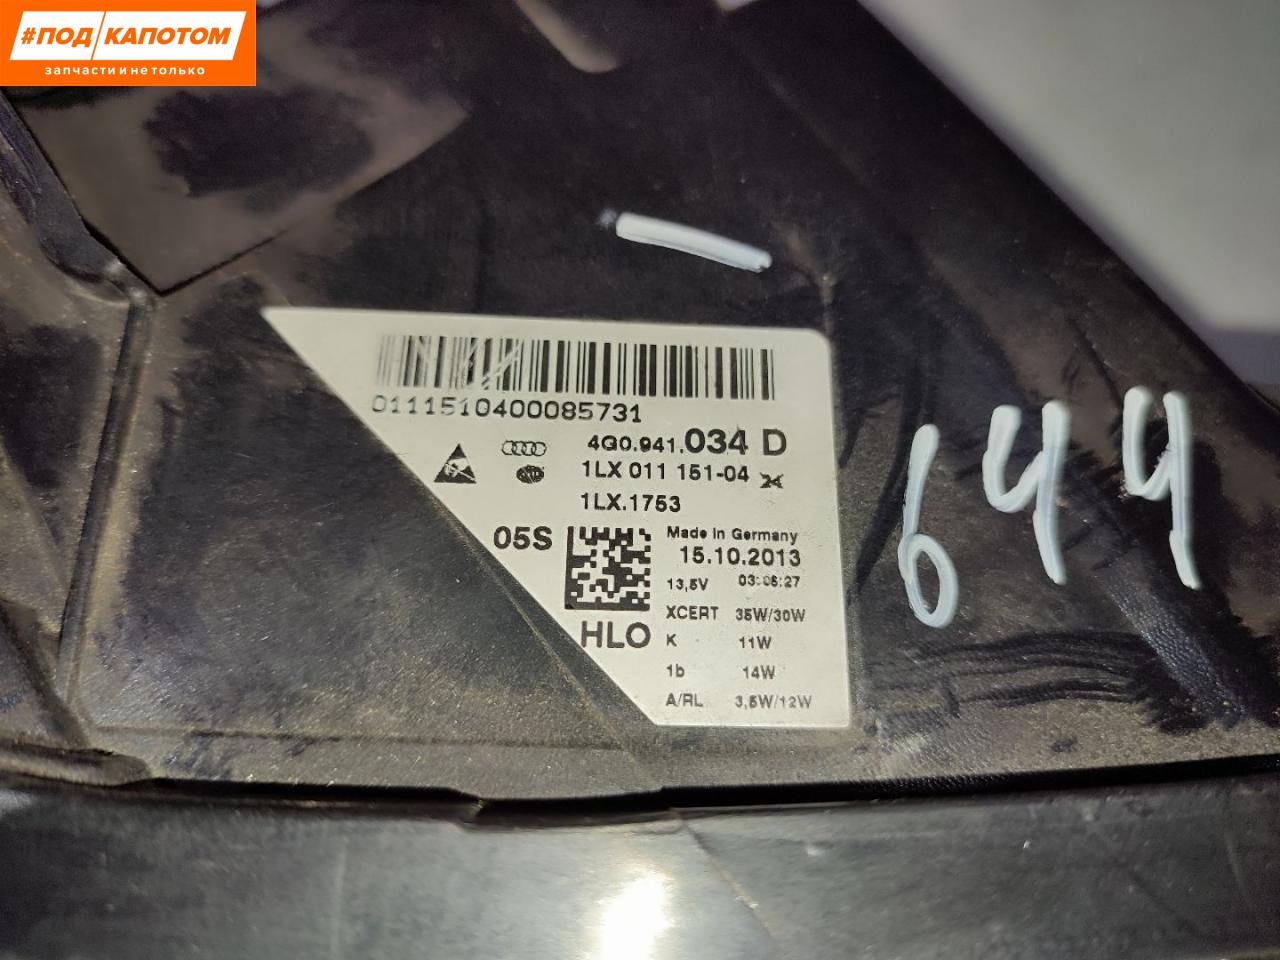 #ПОД КАПОТОМ
запчасти и не только
0111510400085731
4G0.941.034 D
1LX 011 151-04
1LX.1753
05S
Made in Germany
15.10.2013
13,5V 03:06:27
XCERT 35W/30W
HLO K 11W
1b 14W
A/RL 3,5W/12W
644